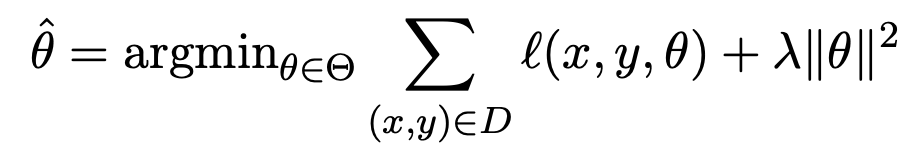 θ̂ = argmin_{θ∈Θ} ∑_{(x,y)∈D} ℓ(x, y, θ) + λ‖θ‖²